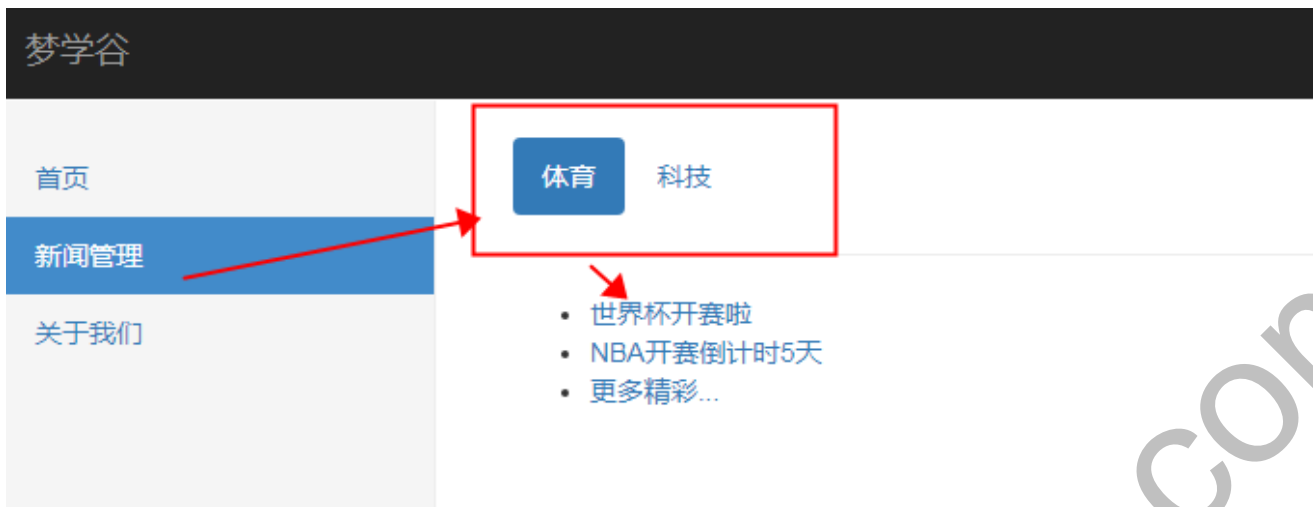 梦学谷
首页
新闻管理
关于我们
体育 科技
世界杯开赛啦
NBA开赛倒计时5天
更多精彩...
com